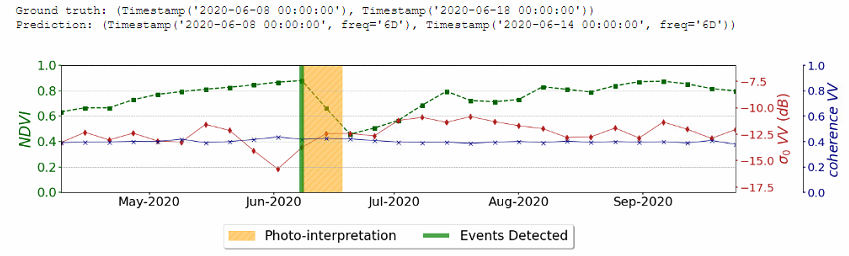 Ground truth: (Timestamp('2020-06-08 00:00:00'), Timestamp('2020-06-18 00:00:00'))
Prediction: (Timestamp('2020-06-08 00:00:00', freq='6D'), Timestamp('2020-06-14 00:00:00', freq='6D'))
1.0
0.8
0.6
0.4
0.2
0.0
NDVI
−7.5
−10.0
−12.5
−15.0
−17.5
σ0 VV (dB)
1.0
0.8
0.6
0.4
0.2
0.0
coherence VV
May-2020 Jun-2020 Jul-2020 Aug-2020 Sep-2020
Photo-interpretation Events Detected